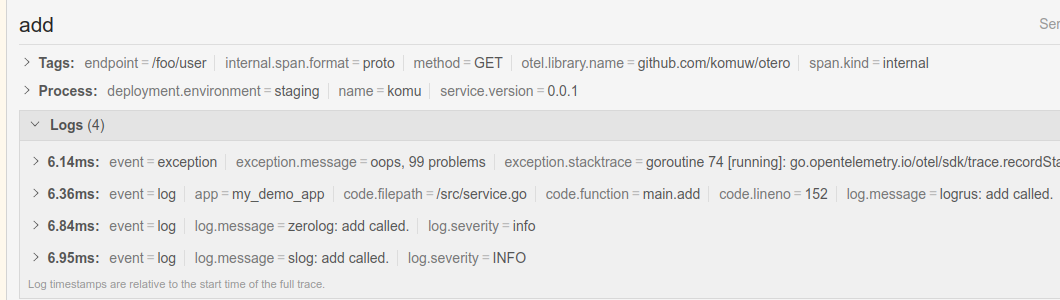 add Ser
Tags: endpoint = /foo/user internal.span.format = proto method = GET otel.library.name = github.com/komuw/otero span.kind = internal
Process: deployment.environment = staging name = komu service.version = 0.0.1
Logs (4)
6.14ms: event = exception exception.message = oops, 99 problems exception.stacktrace = goroutine 74 [running]: go.opentelemetry.io/otel/sdk/trace.recordSta
6.36ms: event = log app = my_demo_app code.filepath = /src/service.go code.function = main.add code.lineno = 152 log.message = logrus: add called.
6.84ms: event = log log.message = zerolog: add called. log.severity = info
6.95ms: event = log log.message = slog: add called. log.severity = INFO
Log timestamps are relative to the start time of the full trace.